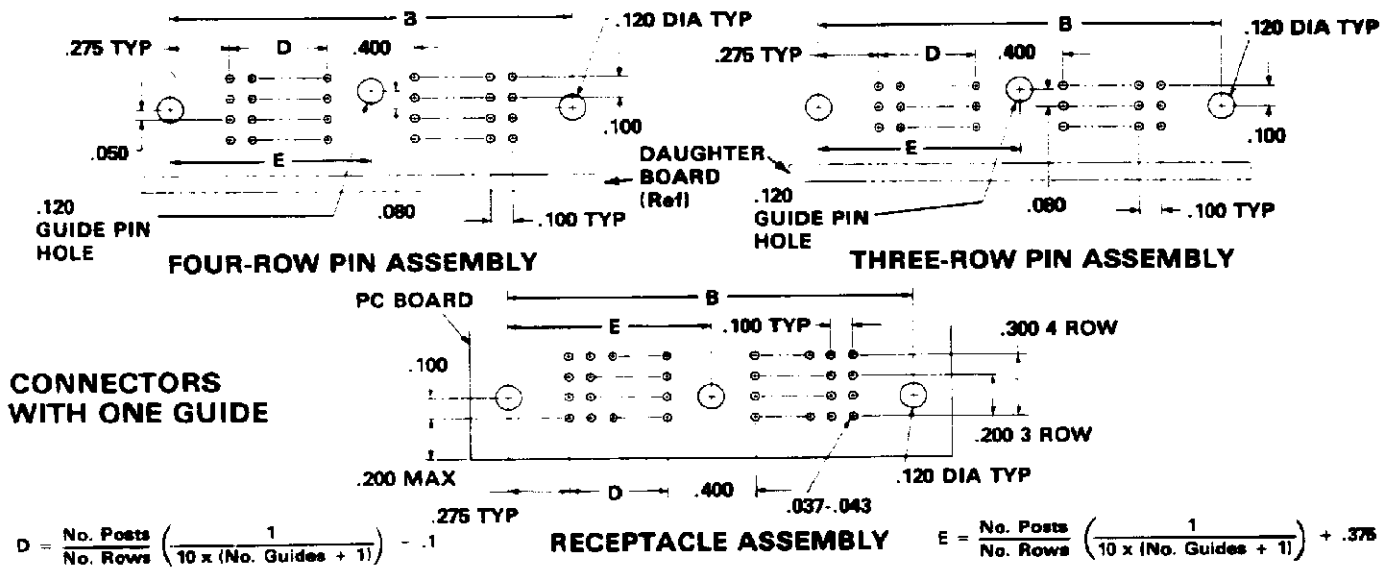 B
.120 DIA TYP
.275 TYP
D
.400
.100
.050
E
DAUGHTER
BOARD
(Ref)
.120
GUIDE PIN
HOLE
.080
.100 TYP
FOUR-ROW PIN ASSEMBLY
B
.120 DIA TYP
.275 TYP
D
.400
.100
E
.120
GUIDE PIN
HOLE
.080
.100 TYP
THREE-ROW PIN ASSEMBLY
PC BOARD
B
E
.100 TYP
.300 4 ROW
.100
CONNECTORS
WITH ONE GUIDE
.200 3 ROW
.200 MAX
D
.400
.120 DIA TYP
.275 TYP
.037-.043
RECEPTACLE ASSEMBLY
D = No. Posts / No. Rows ( 1 / 10 x (No. Guides + 1) ) - .1
E = No. Posts / No. Rows ( 1 / 10 x (No. Guides + 1) ) + .375